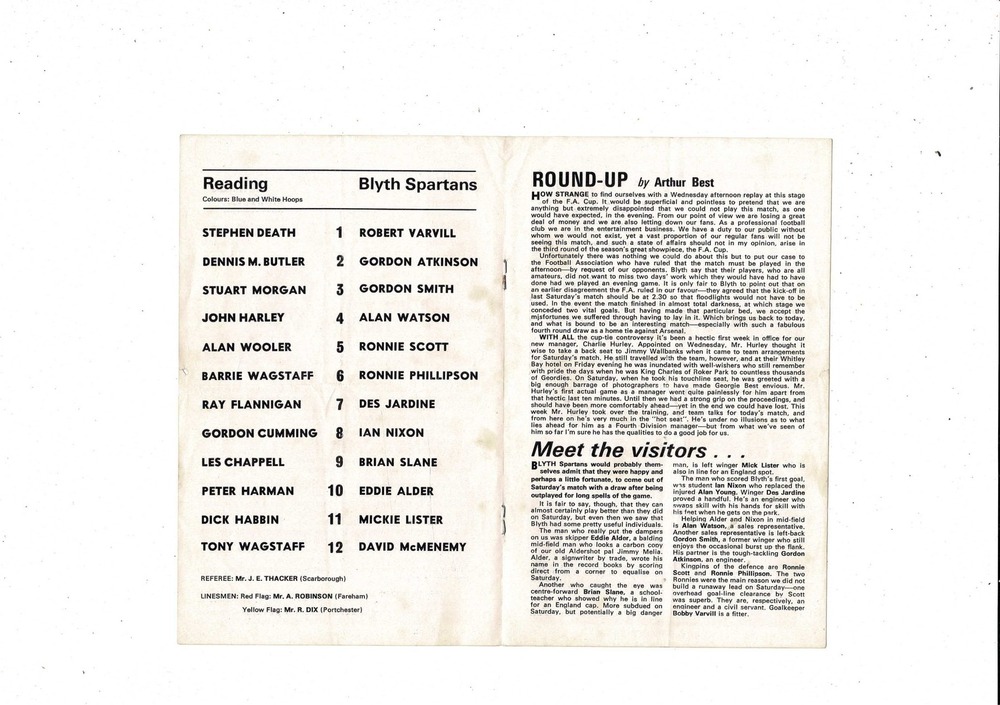 Reading Blyth Spartans
Colours: Blue and White Hoops
STEPHEN DEATH 1 ROBERT VARVILL
DENNIS M. BUTLER 2 GORDON ATKINSON
STUART MORGAN 3 GORDON SMITH
JOHN HARLEY 4 ALAN WATSON
ALAN WOOLER 5 RONNIE SCOTT
BARRIE WAGSTAFF 6 RONNIE PHILLIPSON
RAY FLANNIGAN 7 DES JARDINE
GORDON CUMMING 8 IAN NIXON
LES CHAPPELL 9 BRIAN SLANE
PETER HARMAN 10 EDDIE ALDER
DICK HABBIN 11 MICKIE LISTER
TONY WAGSTAFF 12 DAVID McMENEMY
REFEREE: Mr. J. E. THACKER (Scarborough)
LINESMEN: Red Flag: Mr. A. ROBINSON (Fareham)
Yellow Flag: Mr. R. DIX (Portchester)
ROUND-UP by Arthur Best
HOW STRANGE to find ourselves with a Wednesday afternoon replay at this stage
of the F.A. Cup. It would be superficial and pointless to pretend that we are
anything but extremely disappointed that we could not play this match, as one
would have expected, in the evening. From our point of view we are losing a great
deal of money and we are also letting down our fans. As a professional football
club we are in the entertainment business. We have a duty to our public without
whom we would not exist, yet a vast proportion of our regular fans will not be
seeing this match, and such a state of affairs should not in my opinion, arise in
the third round of the season's great showpiece, the F.A. Cup.
Unfortunately there was nothing we could do about this but to put our case to
the Football Association who have ruled that the match must be played in the
afternoon—by request of our opponents. Blyth say that their players, who are all
amateurs, did not want to miss two days' work which they would have had to have
done had we played an evening game. It is only fair to Blyth to point out that on
an earlier disagreement the F.A. ruled in our favour—they agreed that the kick-off in
last Saturday's match should be at 2.30 so that floodlights would not have to be
used. In the event the match finished in almost total darkness, at which stage we
conceded two vital goals. But having made that particular bed, we accept the
misfortunes we suffered through having to lay in it. Which brings us back to today,
and what is bound to be an interesting match—especially with such a fabulous
fourth round draw as a home tie against Arsenal.
WITH ALL the cup-tie controversy it's been a hectic first week in office for our
new manager, Charlie Hurley. Appointed on Wednesday, Mr. Hurley thought it
wise to take a back seat to Jimmy Wallbanks when it came to team arrangements
for Saturday's match. He still travelled with the team, however, and at their Whitley
Bay hotel on Friday evening he was inundated with well-wishers who still remember
with pride the days when he was King Charles of Roker Park to countless thousands
of Geordies. On Saturday, when he took his touchline seat, he was greeted with a
big enough barrage of photographers to have made Georgie Best envious. Mr.
Hurley's first actual game as a manager went quite painlessly for him apart from
that hectic last ten minutes. Until then we had a strong grip on the proceedings, and
should have been more comfortably ahead—yet in the end we could have lost. This
week Mr. Hurley took over the training, and team talks for today's match, and
from here on he's very much in the "hot seat". He's under no illusions as to what
lies ahead for him as a Fourth Division manager—but from what we've seen of
him so far I'm sure he has the qualities to do a good job for us.
Meet the visitors . . .
BLYTH Spartans would probably them-
selves admit that they were happy and
perhaps a little fortunate, to come out of
Saturday's match with a draw after being
outplayed for long spells of the game.
It is fair to say, though, that they can
almost certainly play better than they did
on Saturday, but even then we saw that
Blyth had some pretty useful individuals.
The man who really put the dampers
on us was skipper Eddie Alder, a balding
mid-field man who looks a carbon copy
of our old Aldershot pal Jimmy Melia.
Alder, a signwriter by trade, wrote his
name in the record books by scoring
direct from a corner to equalise on
Saturday.
Another who caught the eye was
centre-forward Brian Slane, a school-
teacher who showed why he is in line
for an England cap. More subdued on
Saturday, but potentially a big danger
man, is left winger Mick Lister who is
also in line for an England spot.
The man who scored Blyth's first goal,
was student Ian Nixon who replaced the
injured Alan Young. Winger Des Jardine
proved a handful. He's an engineer who
swaps skill with his hands for skill with
his feet when he gets on the park.
Helping Alder and Nixon in mid-field
is Alan Watson, a sales representative.
Another sales representative is left-back
Gordon Smith, a former winger who still
enjoys the occasional burst up the flank.
His partner is the tough-tackling Gordon
Atkinson, an engineer.
Kingpins of the defence are Ronnie
Scott and Ronnie Phillipson. The two
Ronnies were the main reason we did not
build a runaway lead on Saturday—one
overhead goal-line clearance by Scott
was superb. They are, respectively, an
engineer and a civil servant. Goalkeeper
Bobby Varvill is a fitter.